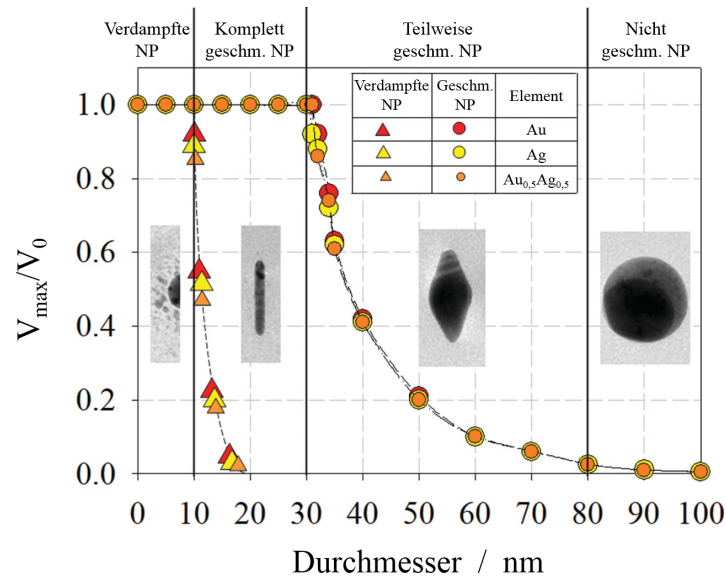 Verdampfte
NP
Komplett
geschm. NP
Teilweise
geschm. NP
Nicht
geschm. NP
Verdampfte
NP
Geschm.
NP
Element
Au
Ag
Au0,5Ag0,5
1.0
0.8
0.6
0.4
0.2
0.0
Vmax/V0
0 10 20 30 40 50 60 70 80 90 100
Durchmesser / nm